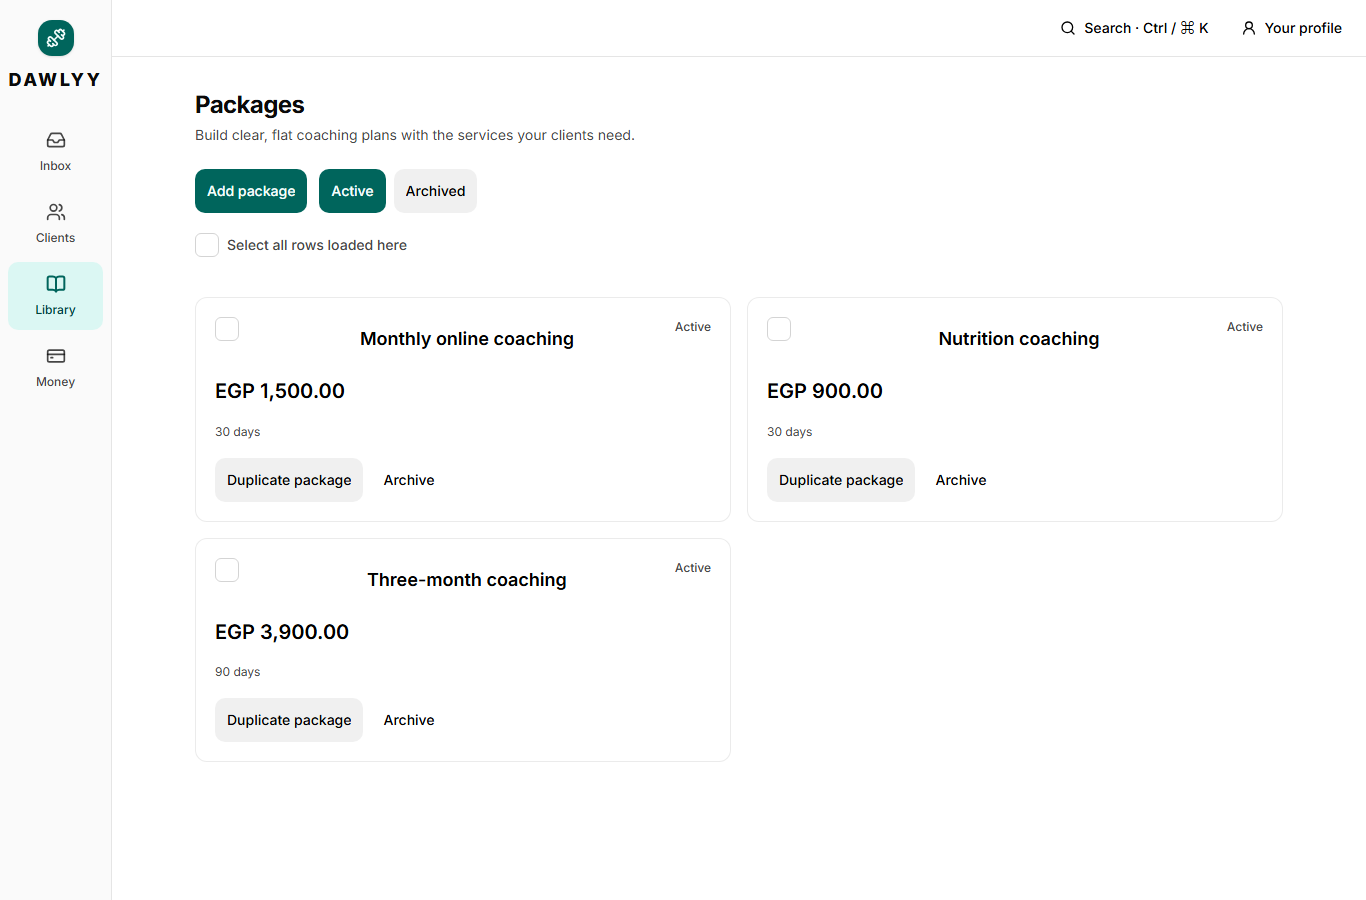 DAWLYY
Inbox
Clients
Library
Money
Search · Ctrl / ⌘ K
Your profile
Packages
Build clear, flat coaching plans with the services your clients need.
Add package
Active
Archived
Select all rows loaded here
Monthly online coaching
Active
EGP 1,500.00
30 days
Duplicate package
Archive
Nutrition coaching
Active
EGP 900.00
30 days
Duplicate package
Archive
Three-month coaching
Active
EGP 3,900.00
90 days
Duplicate package
Archive